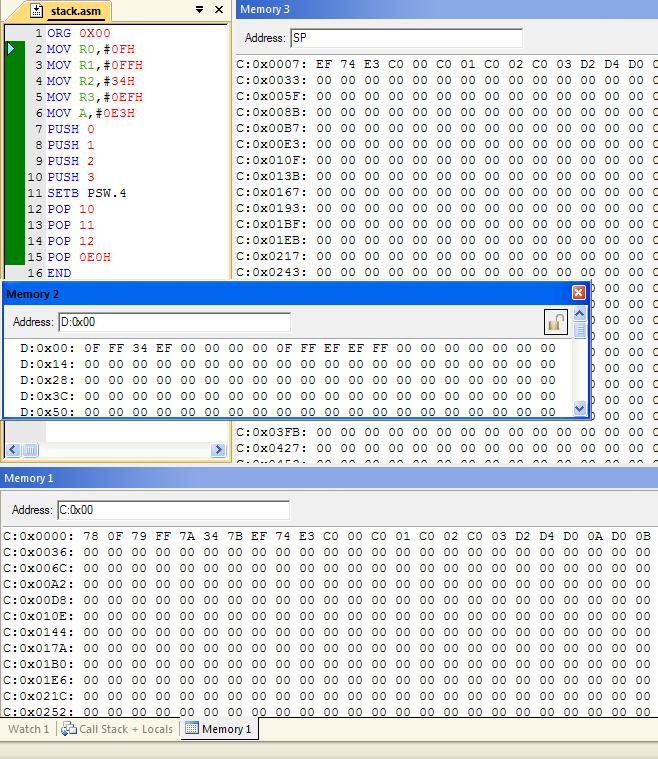 stack.asm
1 ORG 0X00
2 MOV R0,#0FH
3 MOV R1,#0FFH
4 MOV R2,#34H
5 MOV R3,#0EFH
6 MOV A,#0E3H
7 PUSH 0
8 PUSH 1
9 PUSH 2
10 PUSH 3
11 SETB PSW.4
12 POP 10
13 POP 11
14 POP 12
15 POP 0E0H
16 END
Memory 3
Address: SP
C:0x0007: EF 74 E3 C0 00 C0 01 C0 02 C0 03 D2 D4 D0 0
C:0x0033: 00 00 00 00 00 00 00 00 00 00 00 00 00 00 0
C:0x005F: 00 00 00 00 00 00 00 00 00 00 00 00 00 00 0
C:0x008B: 00 00 00 00 00 00 00 00 00 00 00 00 00 00 0
C:0x00B7: 00 00 00 00 00 00 00 00 00 00 00 00 00 00 0
C:0x00E3: 00 00 00 00 00 00 00 00 00 00 00 00 00 00 0
C:0x010F: 00 00 00 00 00 00 00 00 00 00 00 00 00 00 0
C:0x013B: 00 00 00 00 00 00 00 00 00 00 00 00 00 00 0
C:0x0167: 00 00 00 00 00 00 00 00 00 00 00 00 00 00 0
C:0x0193: 00 00 00 00 00 00 00 00 00 00 00 00 00 00 0
C:0x01BF: 00 00 00 00 00 00 00 00 00 00 00 00 00 00 0
C:0x01EB: 00 00 00 00 00 00 00 00 00 00 00 00 00 00 0
C:0x0217: 00 00 00 00 00 00 00 00 00 00 00 00 00 00 0
C:0x0243: 00 00 00 00 00 00 00 00 00 00 00 00 00 00 0
Memory 2
Address: D:0x00
D:0x00: 0F FF 34 EF 00 00 00 00 0F FF EF EF FF 00 00 00 00 00 00 00
D:0x14: 00 00 00 00 00 00 00 00 00 00 00 00 00 00 00 00 00 00 00 00
D:0x28: 00 00 00 00 00 00 00 00 00 00 00 00 00 00 00 00 00 00 00 00
D:0x3C: 00 00 00 00 00 00 00 00 00 00 00 00 00 00 00 00 00 00 00 00
D:0x50: 00 00 00 00 00 00 00 00 00 00 00 00 00 00 00 00 00 00 00 00
C:0x03FB: 00 00 00 00 00 00 00 00 00 00 00 00 00 00 0
C:0x0427: 00 00 00 00 00 00 00 00 00 00 00 00 00 00 0
Memory 1
Address: C:0x00
C:0x0000: 78 0F 79 FF 7A 34 7B EF 74 E3 C0 00 C0 01 C0 02 C0 03 D2 D4 D0 0A D0 0B
C:0x0036: 00 00 00 00 00 00 00 00 00 00 00 00 00 00 00 00 00 00 00 00 00 00 00 00
C:0x006C: 00 00 00 00 00 00 00 00 00 00 00 00 00 00 00 00 00 00 00 00 00 00 00 00
C:0x00A2: 00 00 00 00 00 00 00 00 00 00 00 00 00 00 00 00 00 00 00 00 00 00 00 00
C:0x00D8: 00 00 00 00 00 00 00 00 00 00 00 00 00 00 00 00 00 00 00 00 00 00 00 00
C:0x010E: 00 00 00 00 00 00 00 00 00 00 00 00 00 00 00 00 00 00 00 00 00 00 00 00
C:0x0144: 00 00 00 00 00 00 00 00 00 00 00 00 00 00 00 00 00 00 00 00 00 00 00 00
C:0x017A: 00 00 00 00 00 00 00 00 00 00 00 00 00 00 00 00 00 00 00 00 00 00 00 00
C:0x01B0: 00 00 00 00 00 00 00 00 00 00 00 00 00 00 00 00 00 00 00 00 00 00 00 00
C:0x01E6: 00 00 00 00 00 00 00 00 00 00 00 00 00 00 00 00 00 00 00 00 00 00 00 00
C:0x021C: 00 00 00 00 00 00 00 00 00 00 00 00 00 00 00 00 00 00 00 00 00 00 00 00
C:0x0252: 00 00 00 00 00 00 00 00 00 00 00 00 00 00 00 00 00 00 00 00 00 00 00 00
Watch 1 Call Stack + Locals Memory 1